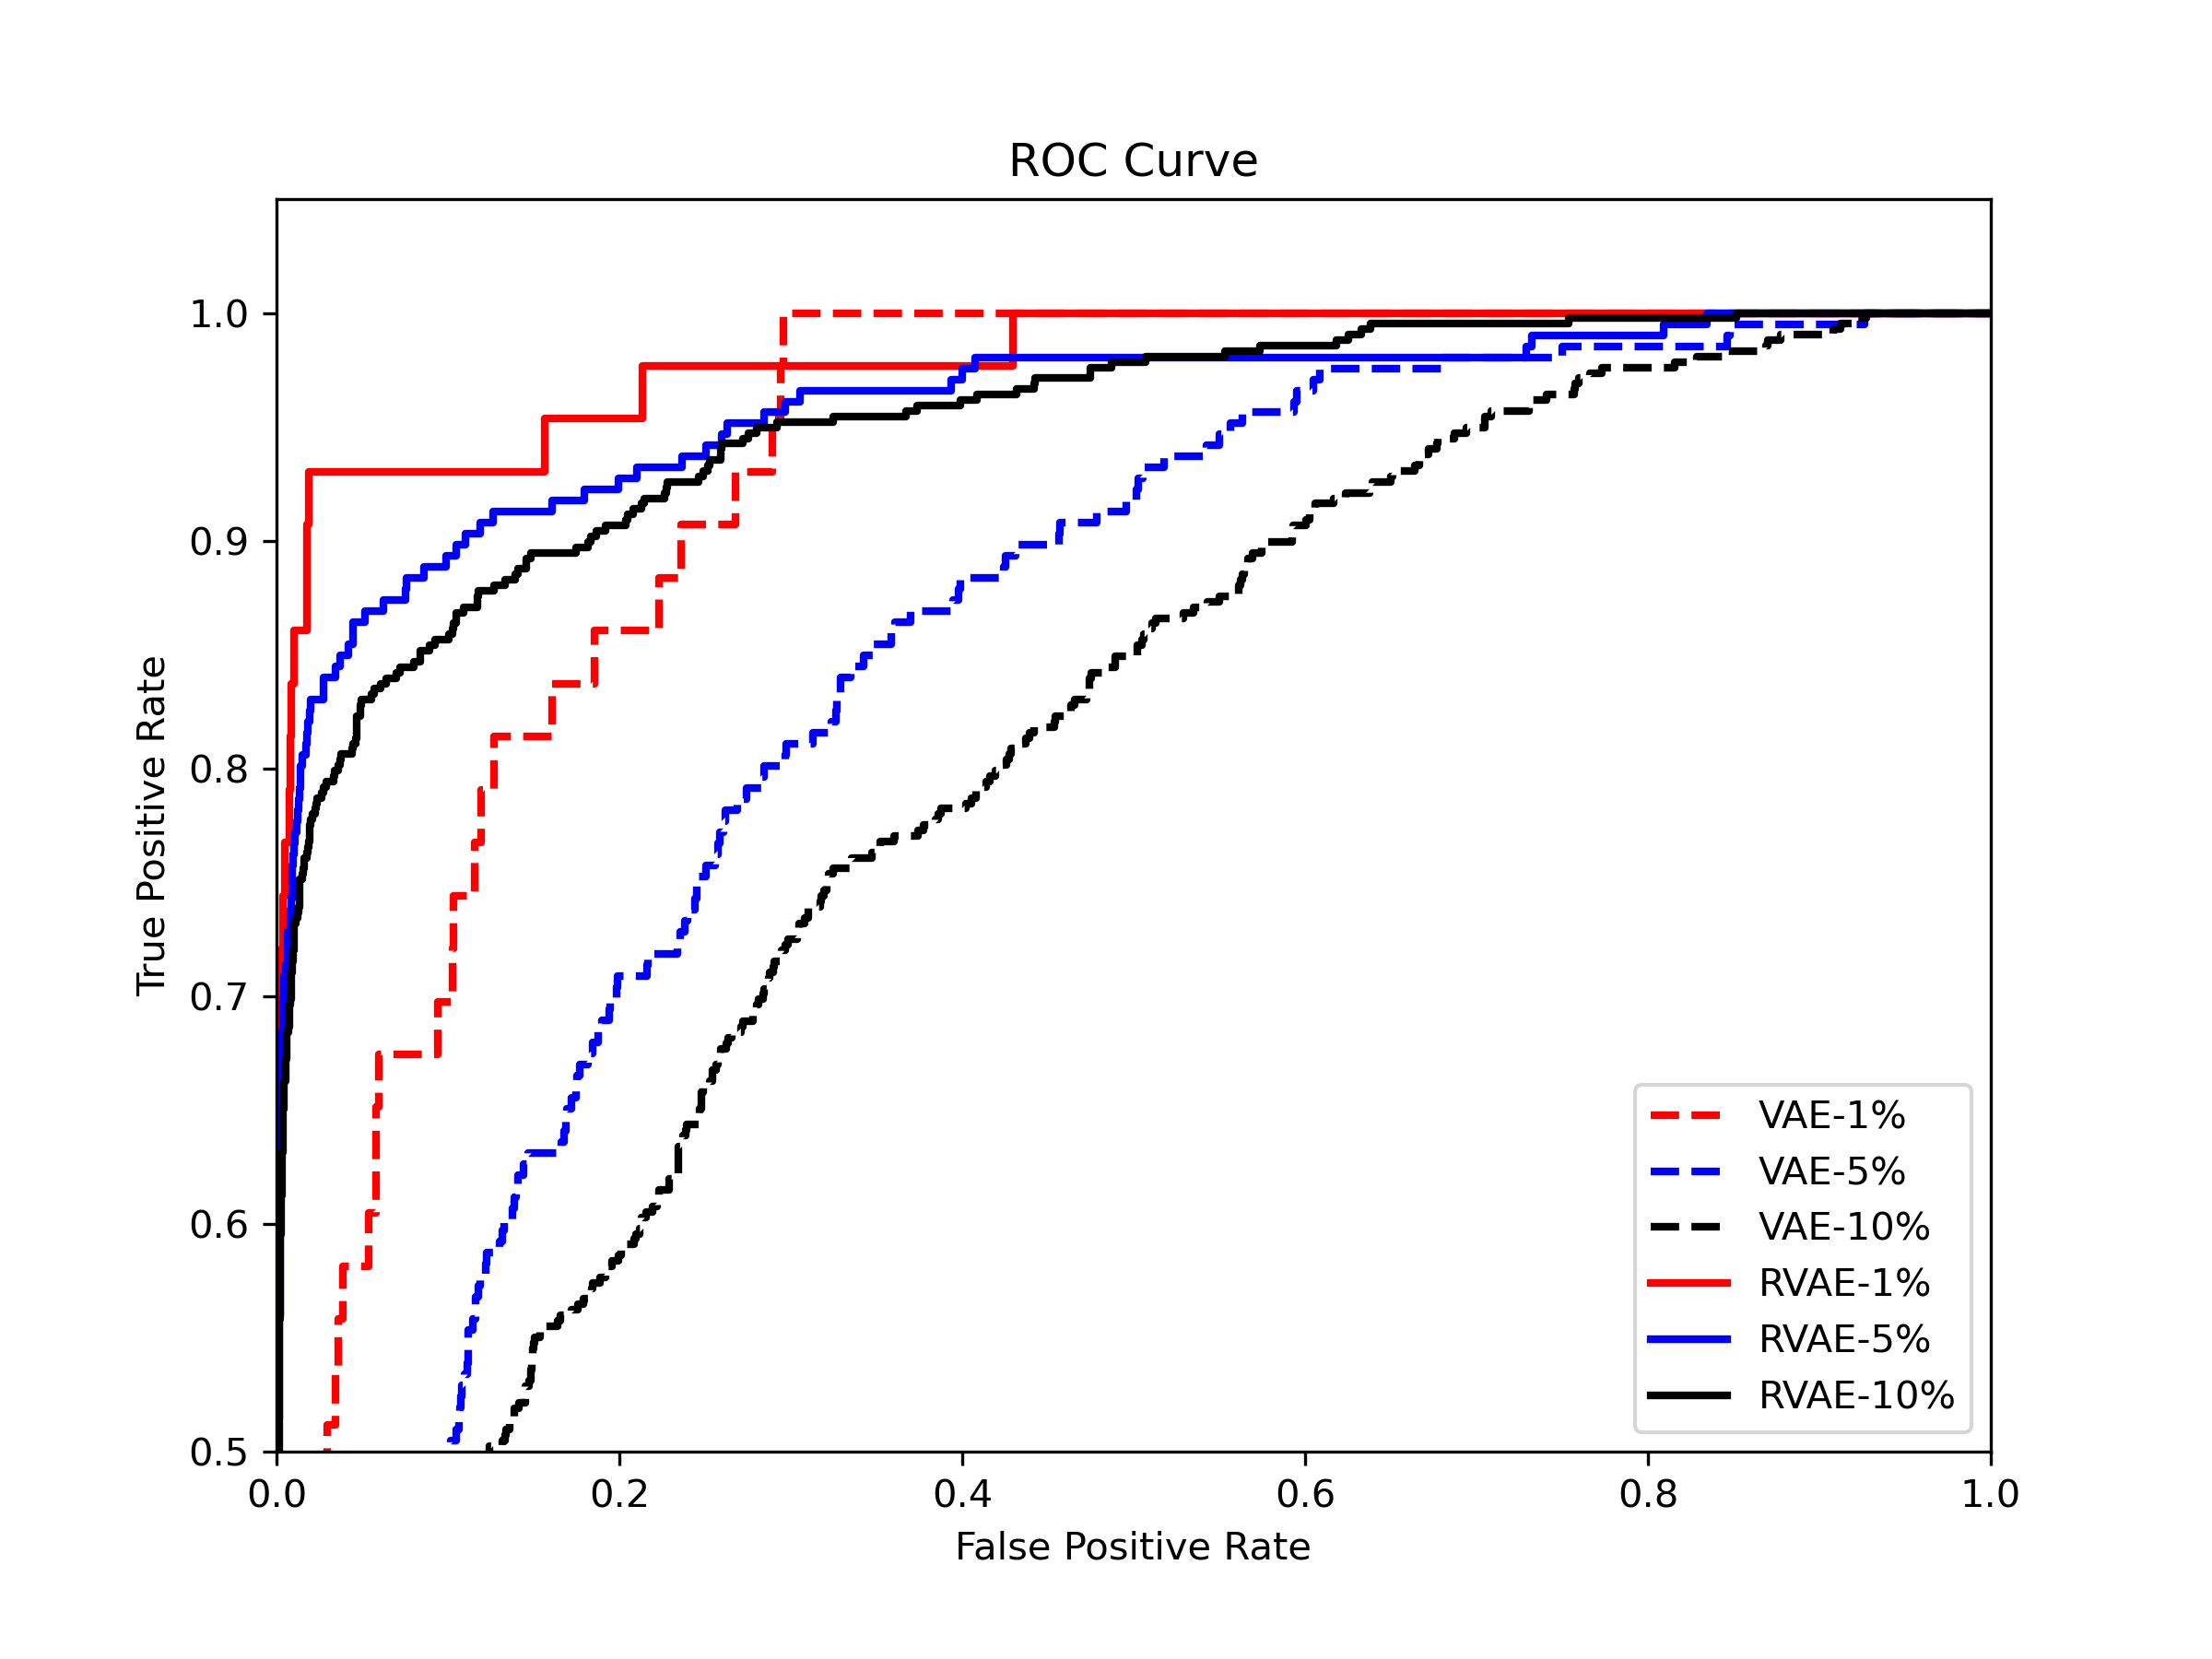 ROC Curve
1.0
0.9
0.8
0.7
0.6
0.5
True Positive Rate
0.0
0.2
0.4
0.6
0.8
1.0
False Positive Rate
VAE-1%
VAE-5%
VAE-10%
RVAE-1%
RVAE-5%
RVAE-10%